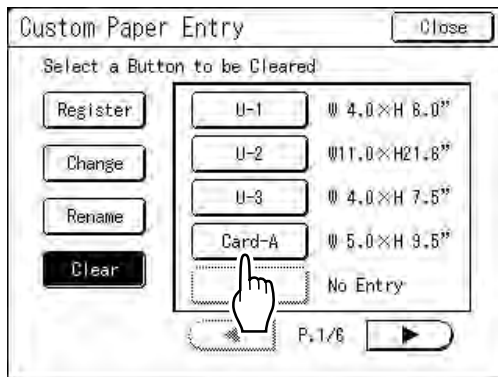 Custom Paper Entry
Close
Select a Button to be Cleared
Register
U-1
W 4.0×H 8.0”
Change
U-2
W11.0×H21.6”
U-3
W 4.0×H 7.5”
Rename
Card-A
W 5.0×H 9.5”
Clear
No Entry
P.1/6